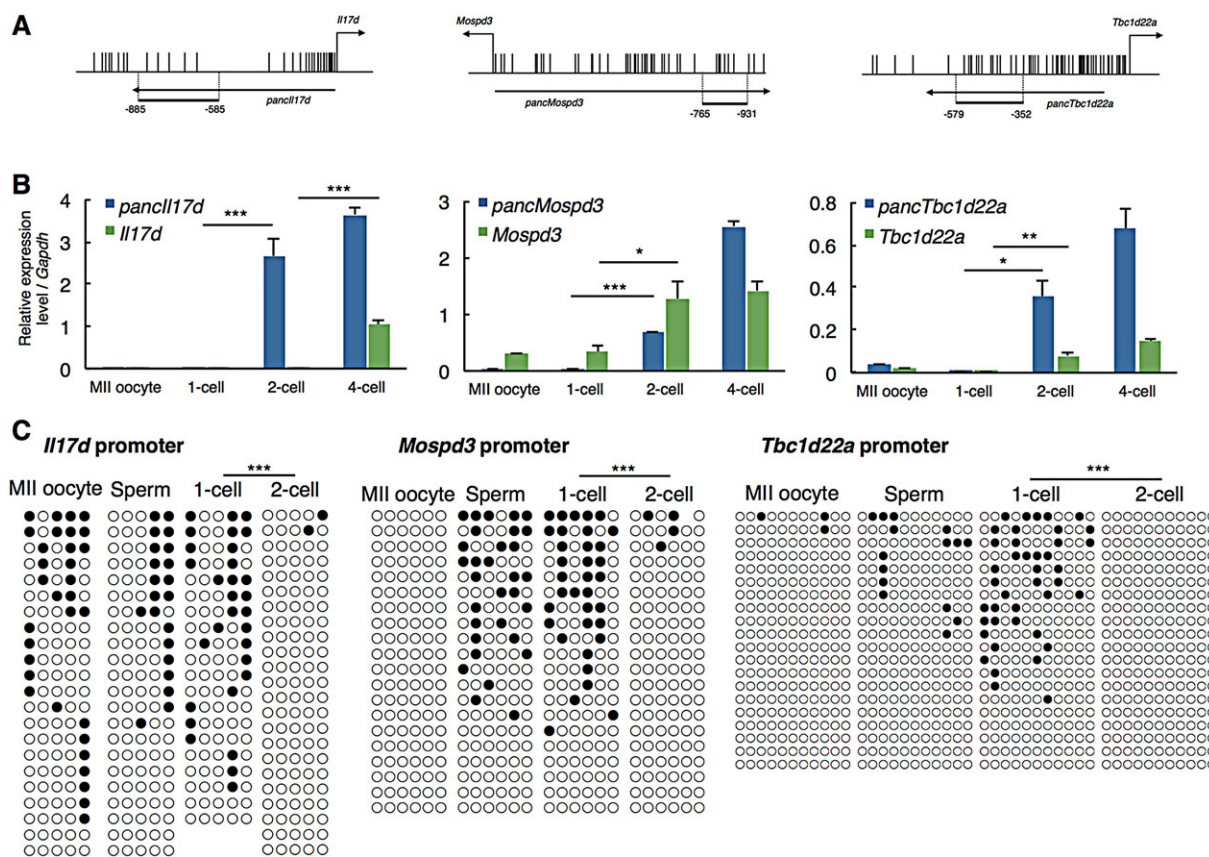 A
Il17d
pancIl17d
-885
-585
Mospd3
pancMospd3
-765
-931
Tbc1d22a
pancTbc1d22a
-579
-352
B
Relative expression
level / Gapdh
4
3
2
1
0
pancIl17d
Il17d
***
***
MII oocyte 1-cell 2-cell 4-cell
3
2
1
0
pancMospd3
Mospd3
*
***
MII oocyte 1-cell 2-cell 4-cell
0.8
0.6
0.4
0.2
0
pancTbc1d22a
Tbc1d22a
**
*
MII oocyte 1-cell 2-cell 4-cell
C
Il17d promoter
***
MII oocyte Sperm 1-cell 2-cell
Mospd3 promoter
***
MII oocyte Sperm 1-cell 2-cell
Tbc1d22a promoter
***
MII oocyte Sperm 1-cell 2-cell